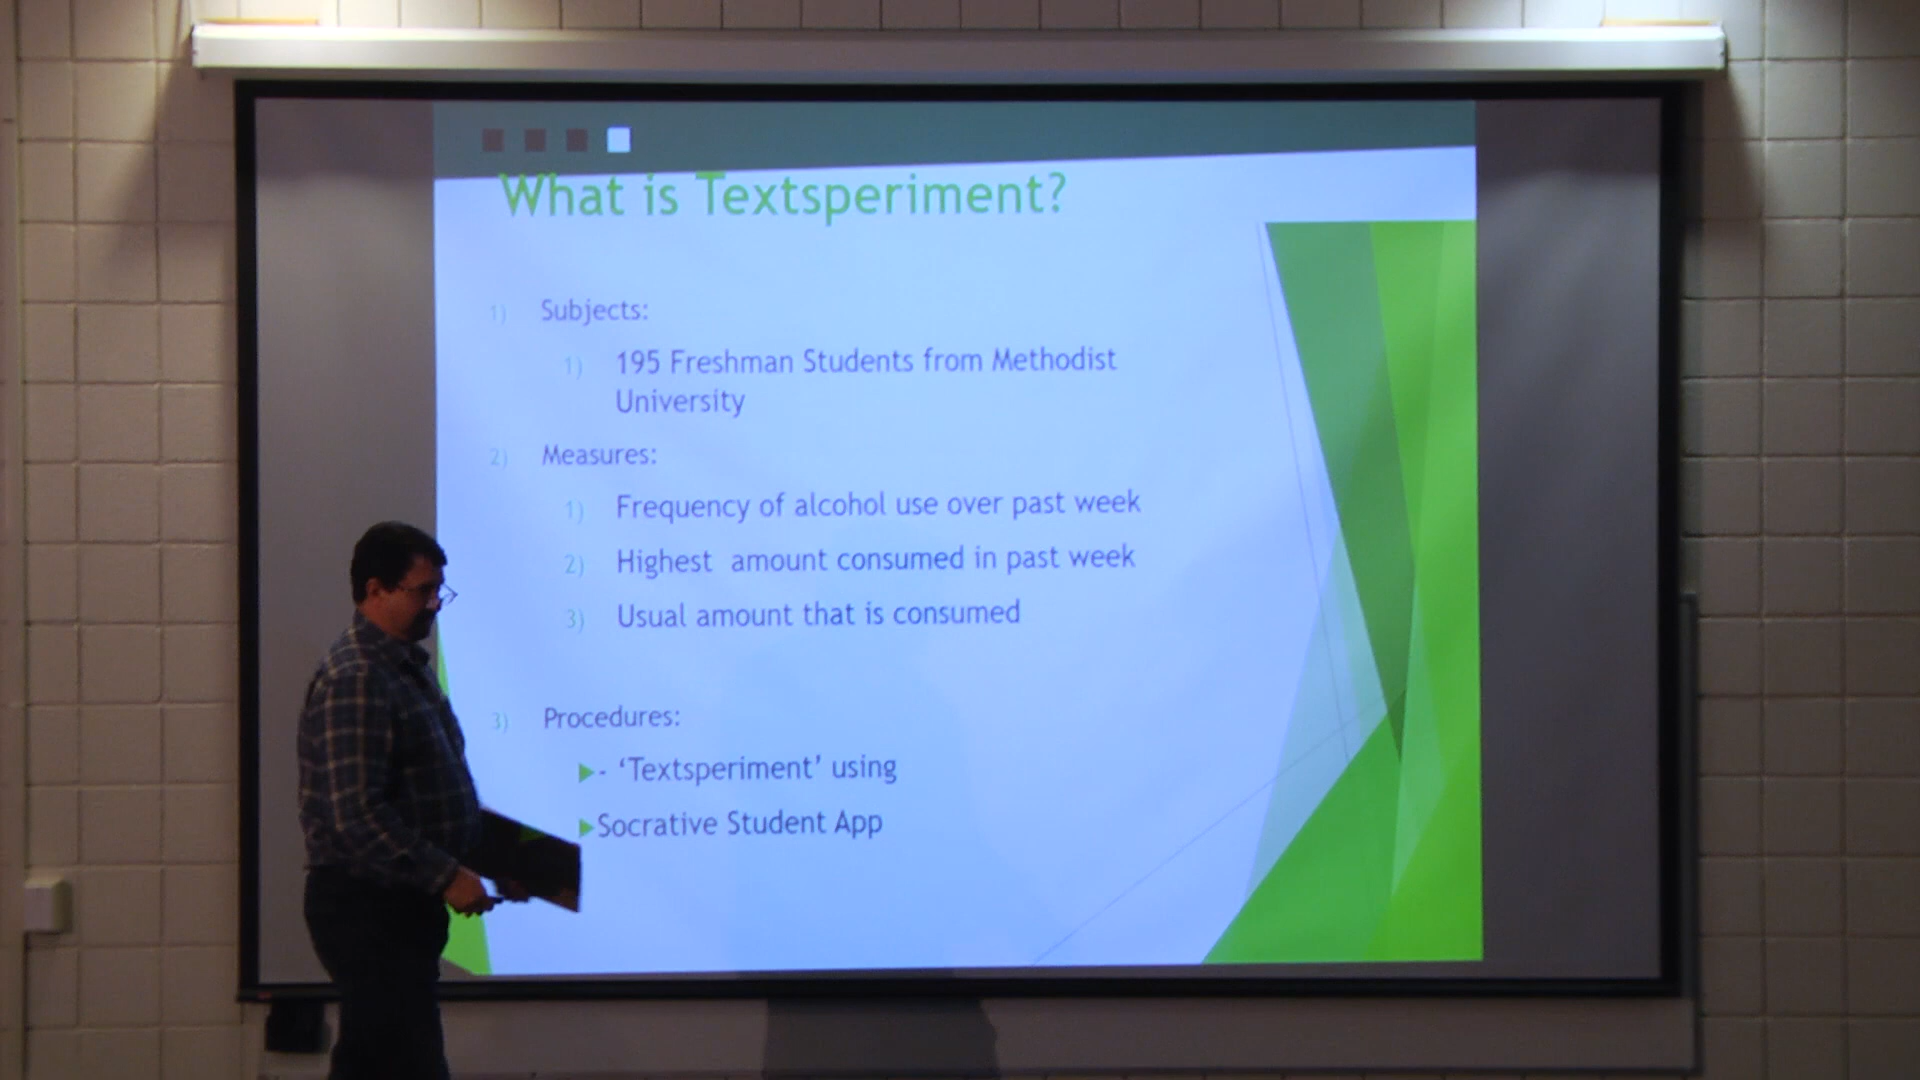 What is Textsperiment?
1) Subjects:
1) 195 Freshman Students from Methodist
University
2) Measures:
1) Frequency of alcohol use over past week
2) Highest amount consumed in past week
3) Usual amount that is consumed
3) Procedures:
- ‘Textsperiment’ using
Socrative Student App